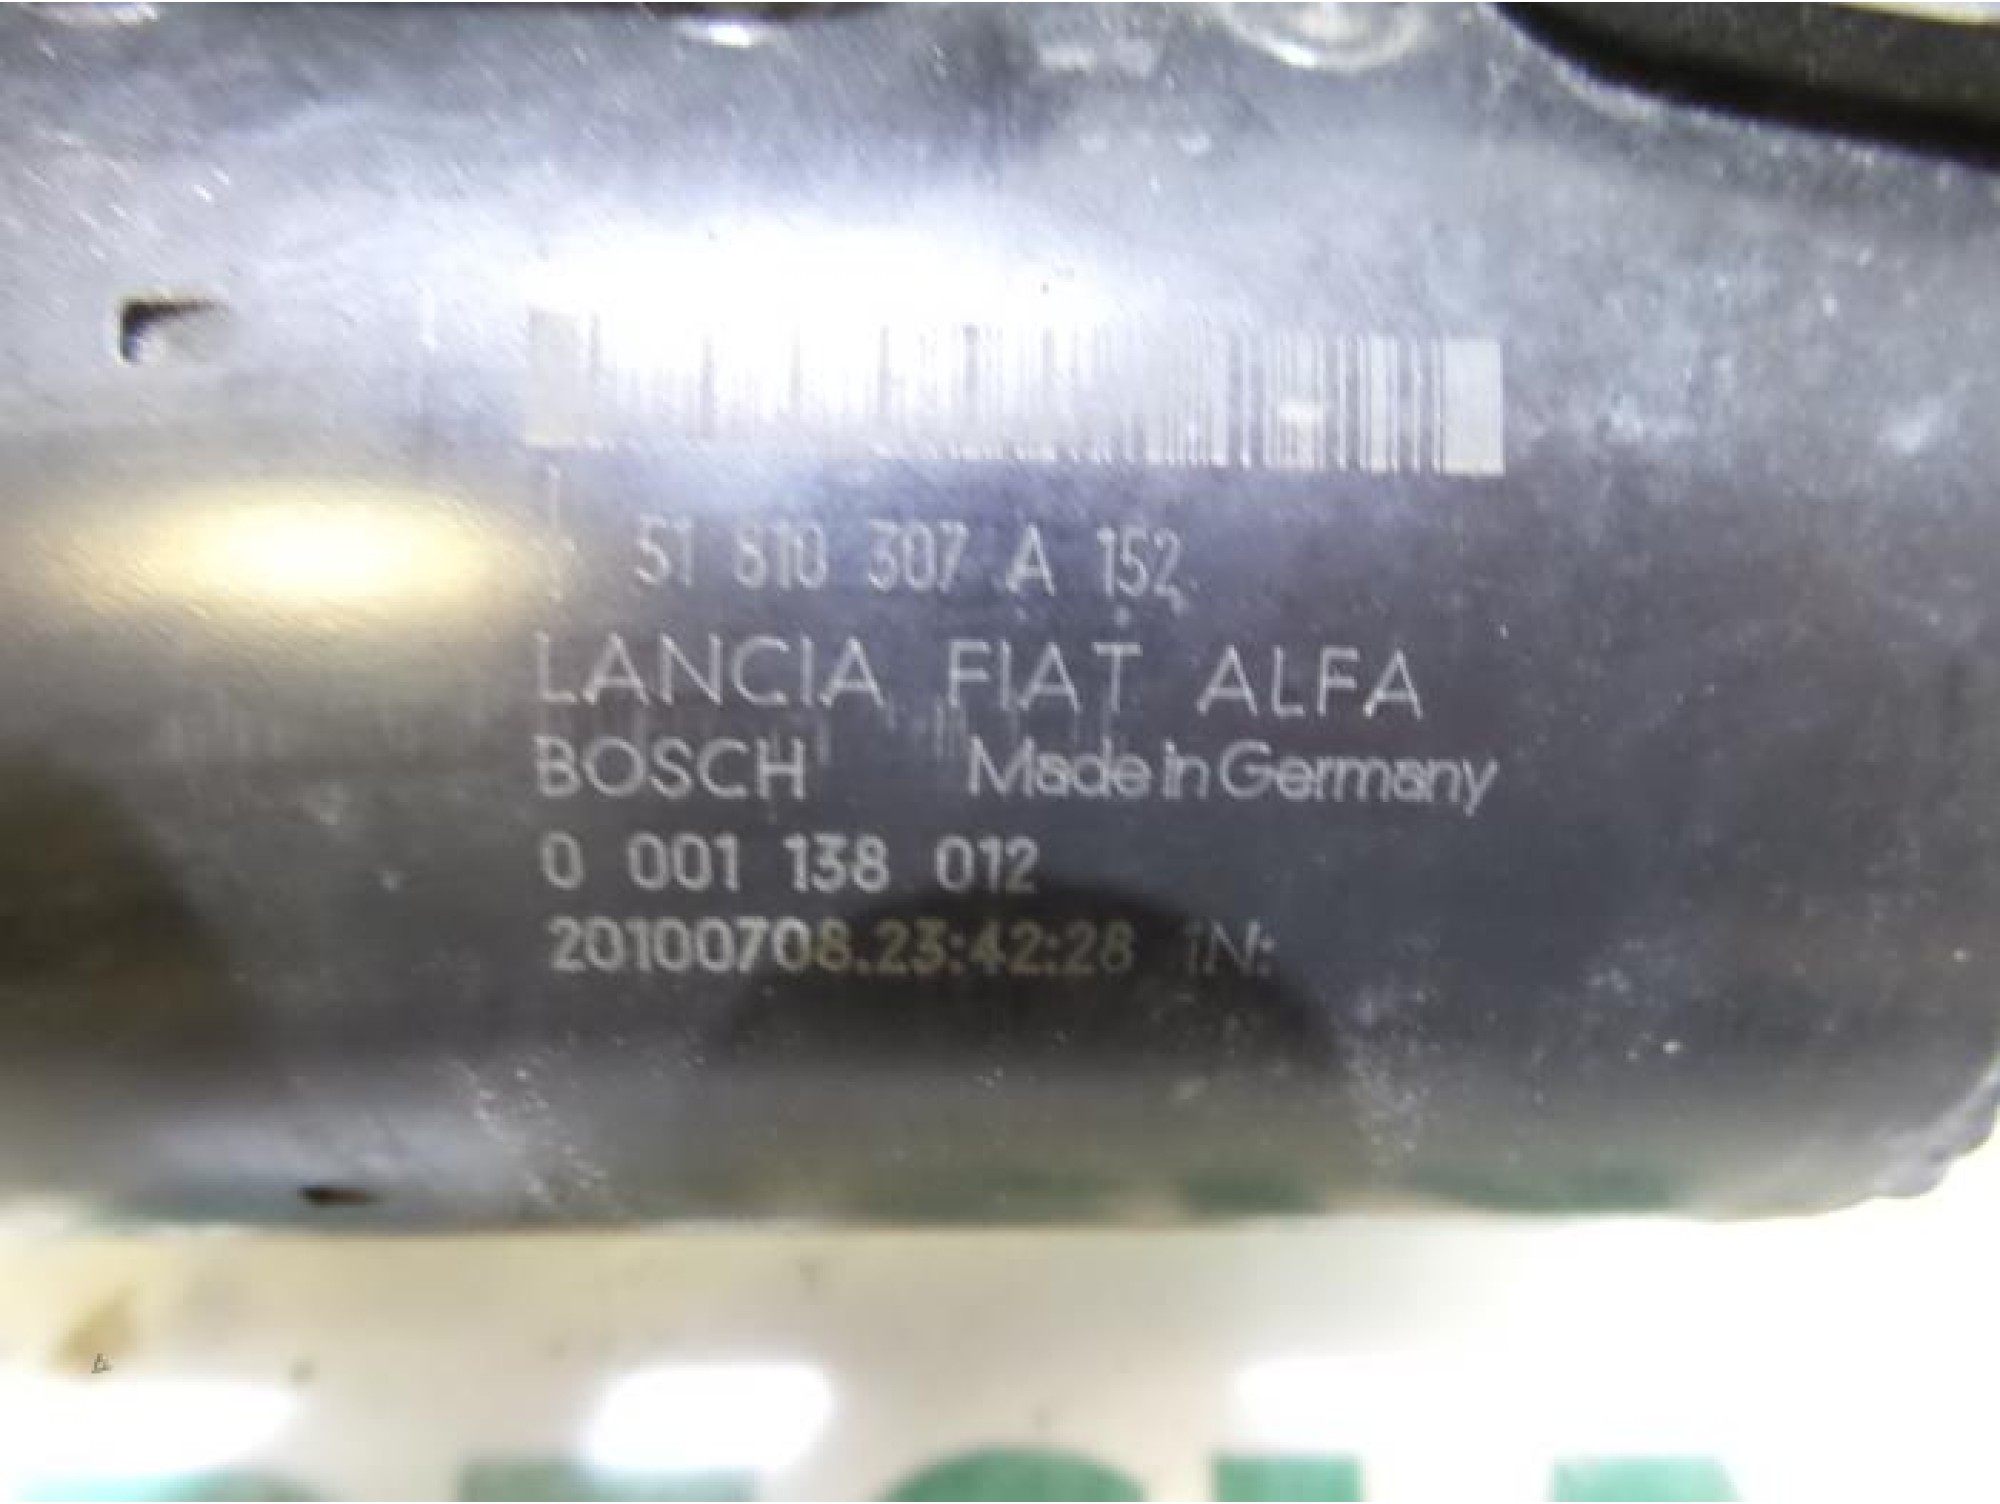 51 810 307 A 152
LANCIA FIAT ALFA
BOSCH Made in Germany
0 001 138 012
20100708.23:42:28 1N: